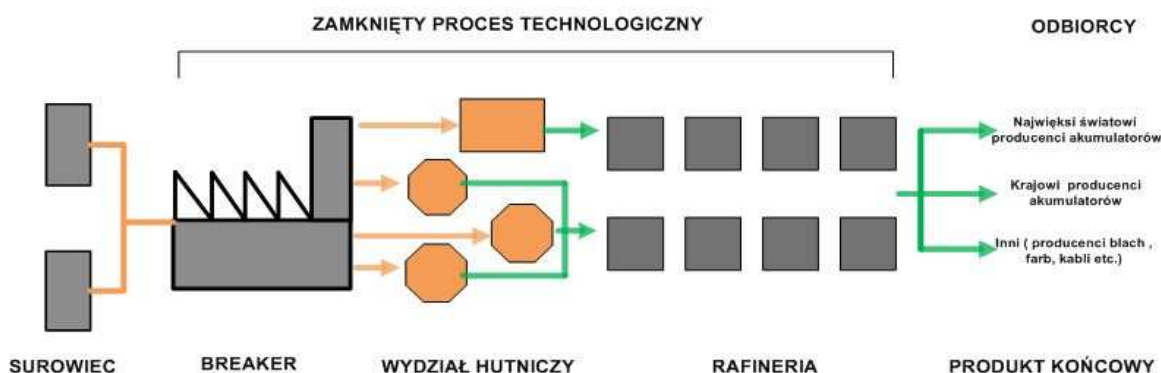 ZAMKNIĘTY PROCES TECHNOLOGICZNY
ODBIORCY
Najwięksi światowi
producenci akumulatorów
Krajowi producenci
akumulatorów
Inni ( producenci blach ,
farb, kabli etc.)
SUROWIEC
BREAKER
WYDZIAŁ HUTNICZY
RAFINERIA
PRODUKT KOŃCOWY